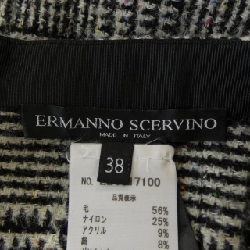 ERMANNO SCERVINO
MADE IN ITALY
38
NO. 7100
品質表示
毛 56%
ナイロン 25%
アクリル 9%
絹 8%